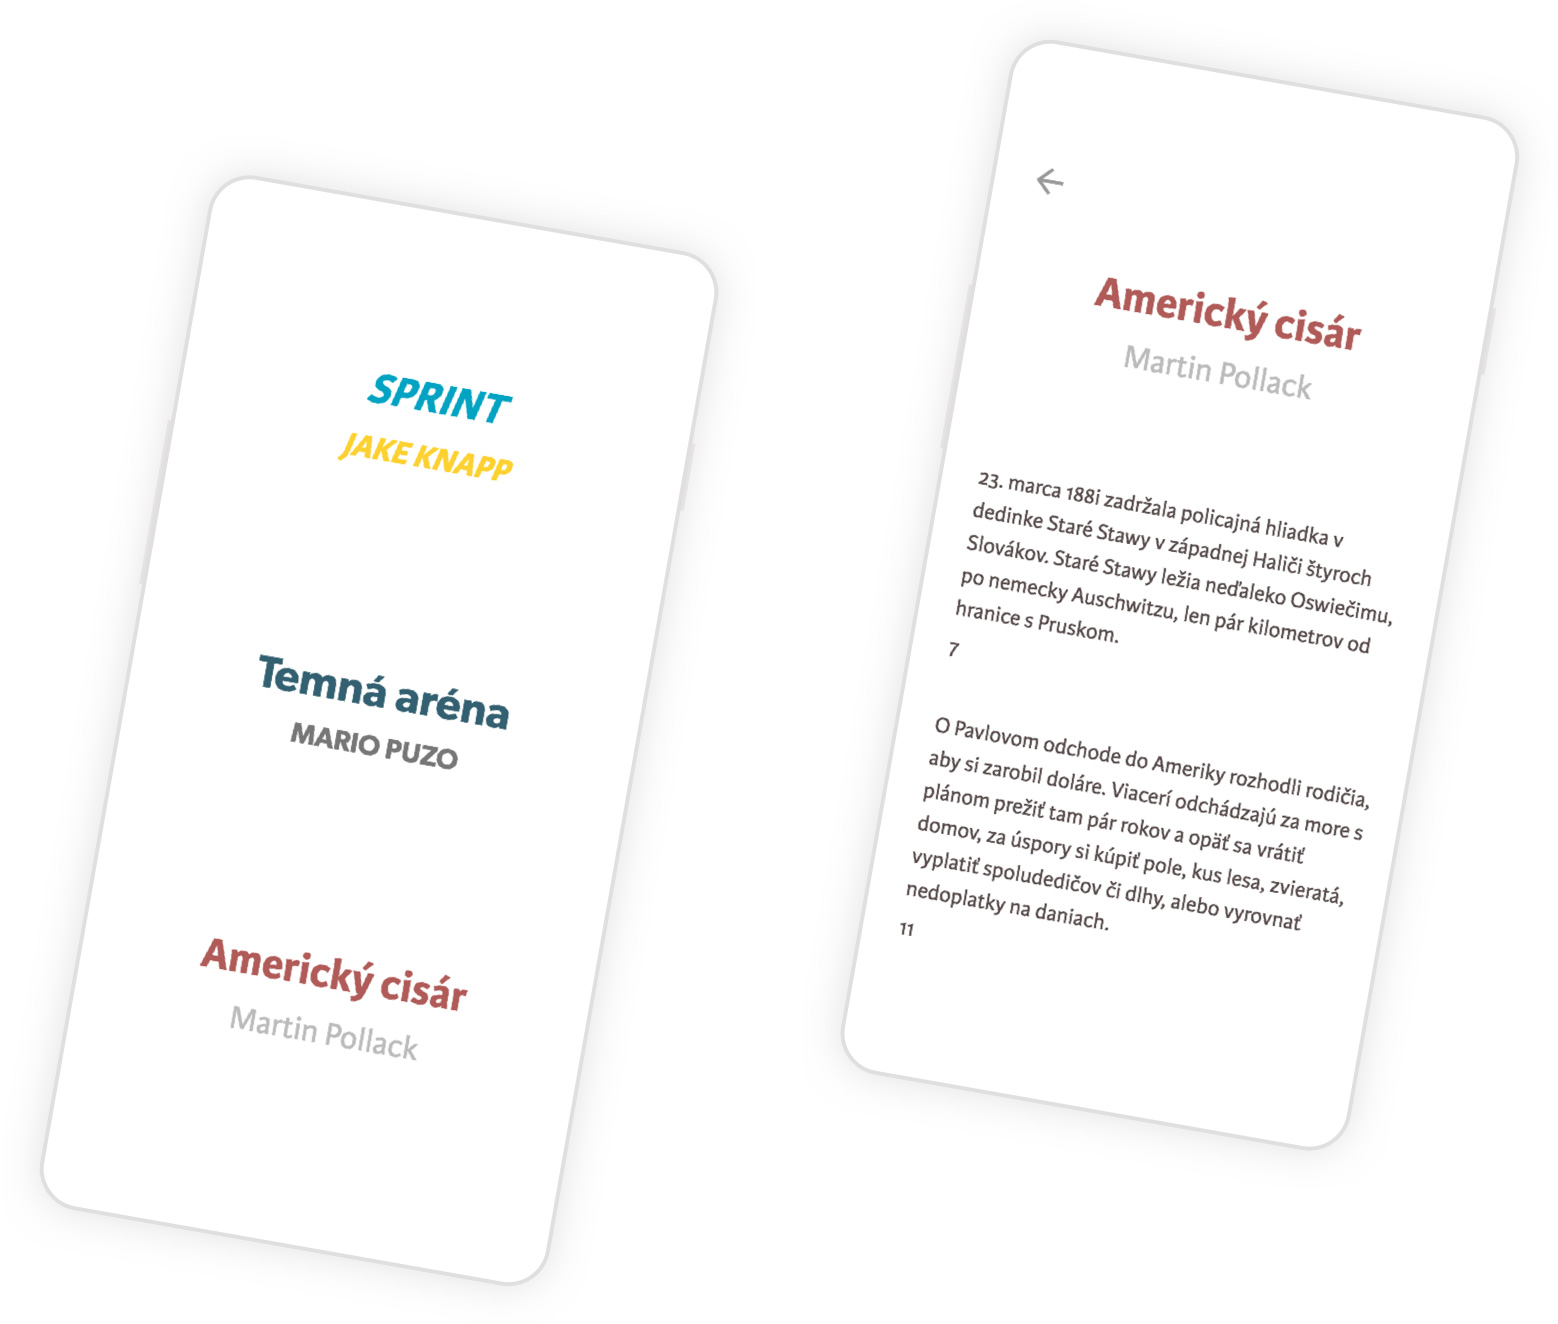 SPRINT
JAKE KNAPP
Temná aréna
MARIO PUZO
Americký cisár
Martin Pollack
Americký cisár
Martin Pollack
23. marca 188i zadržala policajná hliadka v
dedinke Staré Stawy v západnej Haliči štyroch
Slovákov. Staré Stawy ležia neďaleko Oswiečimu,
po nemecky Auschwitzu, len pár kilometrov od
hranice s Pruskom.
7
O Pavlovom odchode do Ameriky rozhodli rodičia,
aby si zarobil doláre. Viacerí odchádzajú za more s
plánom prežiť tam pár rokov a opäť sa vrátiť
domov, za úspory si kúpiť pole, kus lesa, zvieratá,
vyplatiť spoludedičov či dlhy, alebo vyrovnať
nedoplatky na daniach.
11